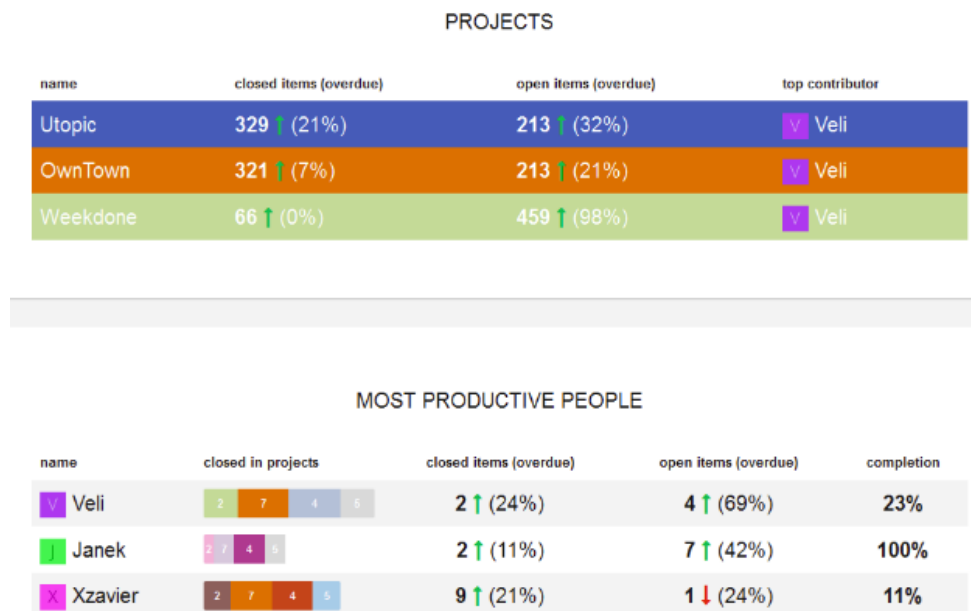 PROJECTS
name closed items (overdue) open items (overdue) top contributor
Utopic 329 ↑ (21%) 213 ↑ (32%) V Veli
OwnTown 321 ↑ (7%) 213 ↑ (21%) V Veli
Weekdone 66 ↑ (0%) 459 ↑ (98%) V Veli
MOST PRODUCTIVE PEOPLE
name closed in projects closed items (overdue) open items (overdue) completion
V Veli 2 7 4 5 2 ↑ (24%) 4 ↑ (69%) 23%
J Janek 2 7 4 5 2 ↑ (11%) 7 ↑ (42%) 100%
X Xzavier 2 7 4 5 9 ↑ (21%) 1 ↓ (24%) 11%